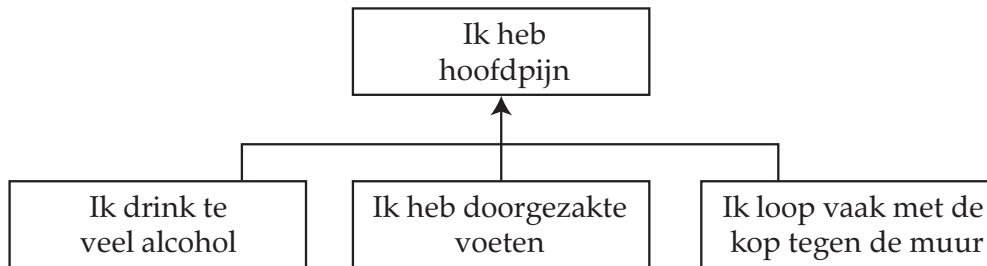 Ik heb
hoofdpijn
Ik drink te
veel alcohol
Ik heb doorgezakte
voeten
Ik loop vaak met de
kop tegen de muur